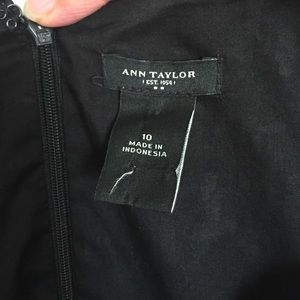 ANN TAYLOR
EST. 1954
10
MADE IN
INDONESIA